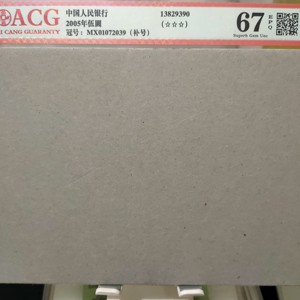 ACG
CANG GUARANTY
中国人民银行
2005年伍圆
冠号：MX01072039（补号）
13829390
(☆☆☆)
67
EPQ
Superb Gem Unc